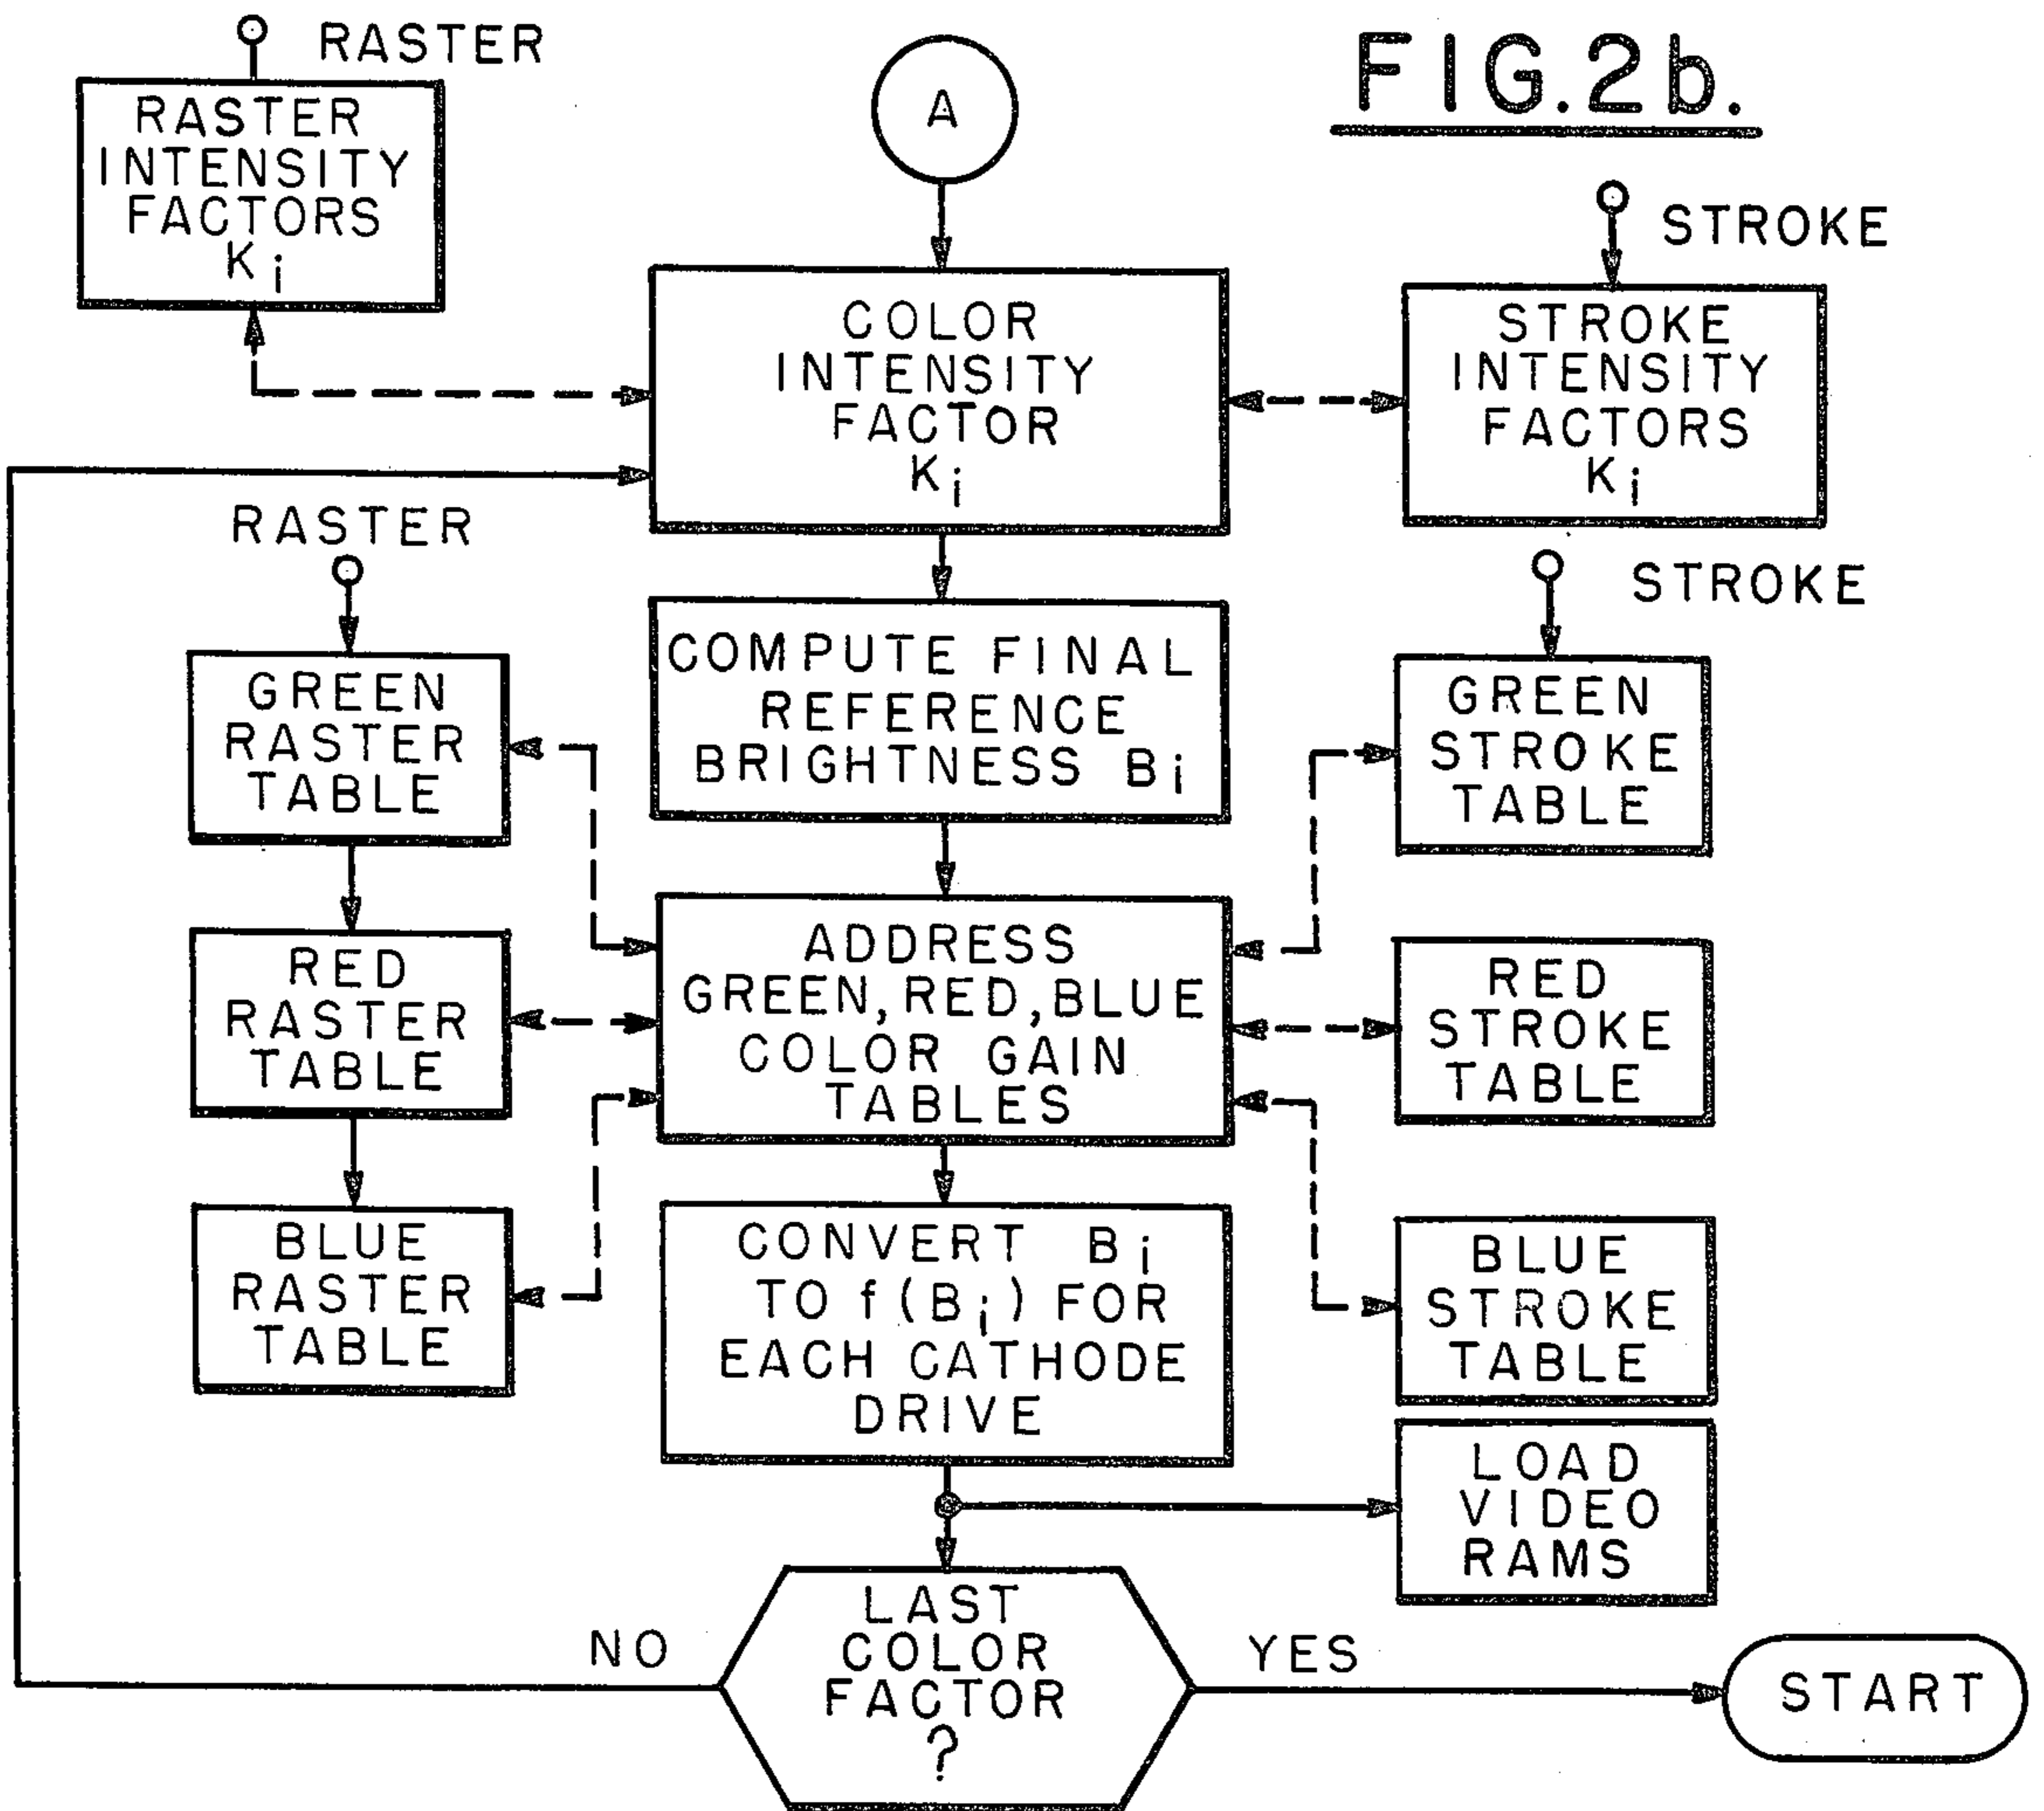 RASTER
RASTER
INTENSITY
FACTORS
Ki
A
FIG.2b.
STROKE
COLOR
INTENSITY
FACTOR
Ki
STROKE
INTENSITY
FACTORS
Ki
RASTER
STROKE
GREEN
RASTER
TABLE
COMPUTE FINAL
REFERENCE
BRIGHTNESS Bi
GREEN
STROKE
TABLE
RED
RASTER
TABLE
ADDRESS
GREEN, RED, BLUE
COLOR GAIN
TABLES
RED
STROKE
TABLE
BLUE
RASTER
TABLE
CONVERT Bi
TO f(Bi) FOR
EACH CATHODE
DRIVE
BLUE
STROKE
TABLE
LOAD
VIDEO
RAMS
NO
LAST
COLOR
FACTOR
?
YES
START